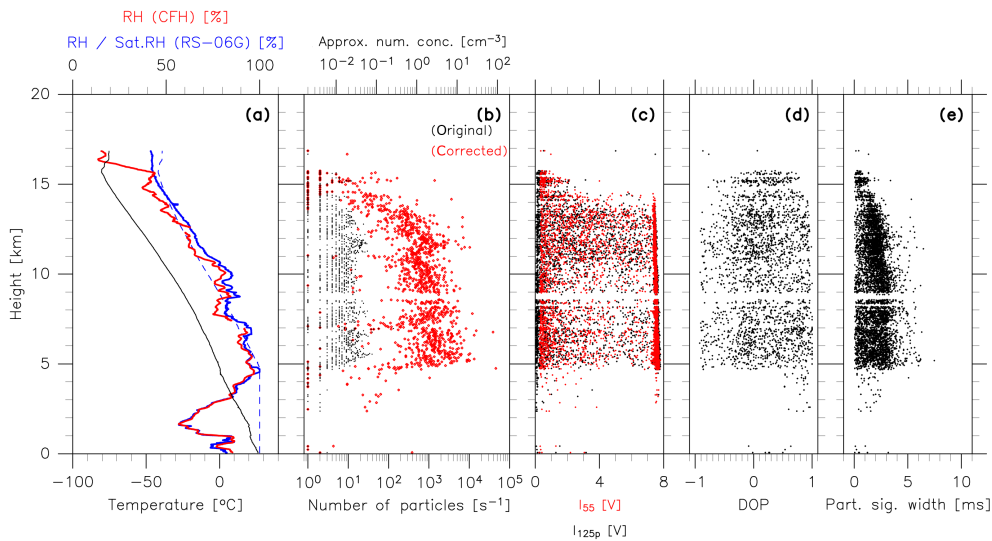 RH (CFH) [%]
RH / Sat.RH (RS−06G) [%]
0 50 100
Approx. num. conc. [cm⁻³]
10⁻² 10⁻¹ 10⁰ 10¹ 10²
20
15
10
5
0
Height [km]
(a)
(b)
(Original)
(Corrected)
(c)
(d)
(e)
−100 −50 0
Temperature [ºC]
10⁰ 10¹ 10² 10³ 10⁴ 10⁵
Number of particles [s⁻¹]
0 4 8
I₅₅ [V]
I₁₂₅ₚ [V]
−1 0 1
DOP
0 5 10
Part. sig. width [ms]